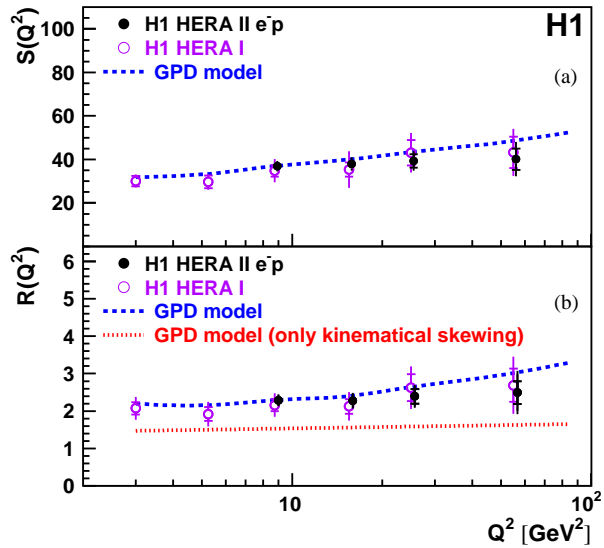 S(Q²)
100
80
60
40
20
0
H1 HERA II e⁻p
H1 HERA I
GPD model
H1
(a)
R(Q²)
6
5
4
3
2
1
0
H1 HERA II e⁻p
H1 HERA I
GPD model
GPD model (only kinematical skewing)
(b)
10
10²
Q² [GeV²]